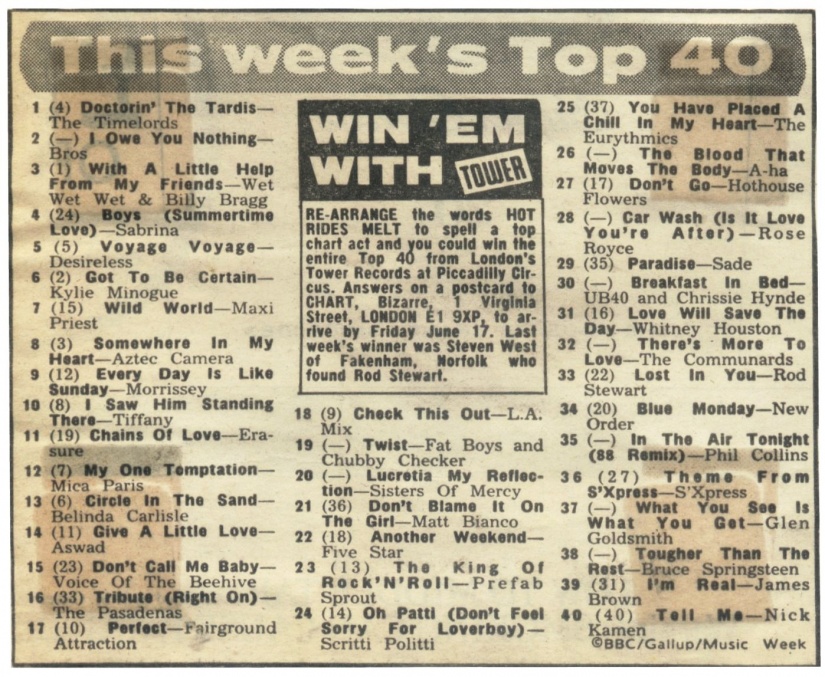 This week's Top 40
1 (4) Doctorin' The Tardis—
The Timelords
2 (—) I Owe You Nothing—
Bros
3 (1) With A Little Help
From My Friends—Wet
Wet Wet & Billy Bragg
4 (24) Boys (Summertime
Love)—Sabrina
5 (5) Voyage Voyage—
Desireless
6 (2) Got To Be Certain—
Kylie Minogue
7 (15) Wild World—Maxi
Priest
8 (3) Somewhere In My
Heart—Aztec Camera
9 (12) Every Day Is Like
Sunday—Morrissey
10 (8) I Saw Him Standing
There—Tiffany
11 (19) Chains Of Love—Era-
sure
12 (7) My One Temptation—
Mica Paris
13 (6) Circle In The Sand—
Belinda Carlisle
14 (11) Give A Little Love—
Aswad
15 (23) Don't Call Me Baby—
Voice Of The Beehive
16 (33) Tribute (Right On)—
The Pasadenas
17 (10) Perfect—Fairground
Attraction
WIN 'EM
WITH TOWER
RE-ARRANGE the words HOT
RIDES MELT to spell a top
chart act and you could win the
entire Top 40 from London's
Tower Records at Piccadilly Cir-
cus. Answers on a postcard to
CHART, Bizarre, 1 Virginia
Street, LONDON E1 9XP, to ar-
rive by Friday June 17. Last
week's winner was Steven West
of Fakenham, Norfolk who
found Rod Stewart.
18 (9) Check This Out—L.A.
Mix
19 (—) Twist—Fat Boys and
Chubby Checker
20 (—) Lucretia My Reflec-
tion—Sisters Of Mercy
21 (36) Don't Blame It On
The Girl—Matt Bianco
22 (18) Another Weekend—
Five Star
23 (13) The King Of
Rock'N'Roll—Prefab
Sprout
24 (14) Oh Patti (Don't Feel
Sorry For Loverboy)—
Scritti Politti
25 (37) You Have Placed A
Chill In My Heart—The
Eurythmics
26 (—) The Blood That
Moves The Body—A-ha
27 (17) Don't Go—Hothouse
Flowers
28 (—) Car Wash (Is It Love
You're After)—Rose
Royce
29 (35) Paradise—Sade
30 (—) Breakfast In Bed—
UB40 and Chrissie Hynde
31 (16) Love Will Save The
Day—Whitney Houston
32 (—) There's More To
Love—The Communards
33 (22) Lost In You—Rod
Stewart
34 (20) Blue Monday—New
Order
35 (—) In The Air Tonight
(88 Remix)—Phil Collins
36 (27) Theme From
S'Xpress—S'Xpress
37 (—) What You See Is
What You Get—Glen
Goldsmith
38 (—) Tougher Than The
Rest—Bruce Springsteen
39 (31) I'm Real—James
Brown
40 (40) Tell Me—Nick
Kamen
©BBC/Gallup/Music Week